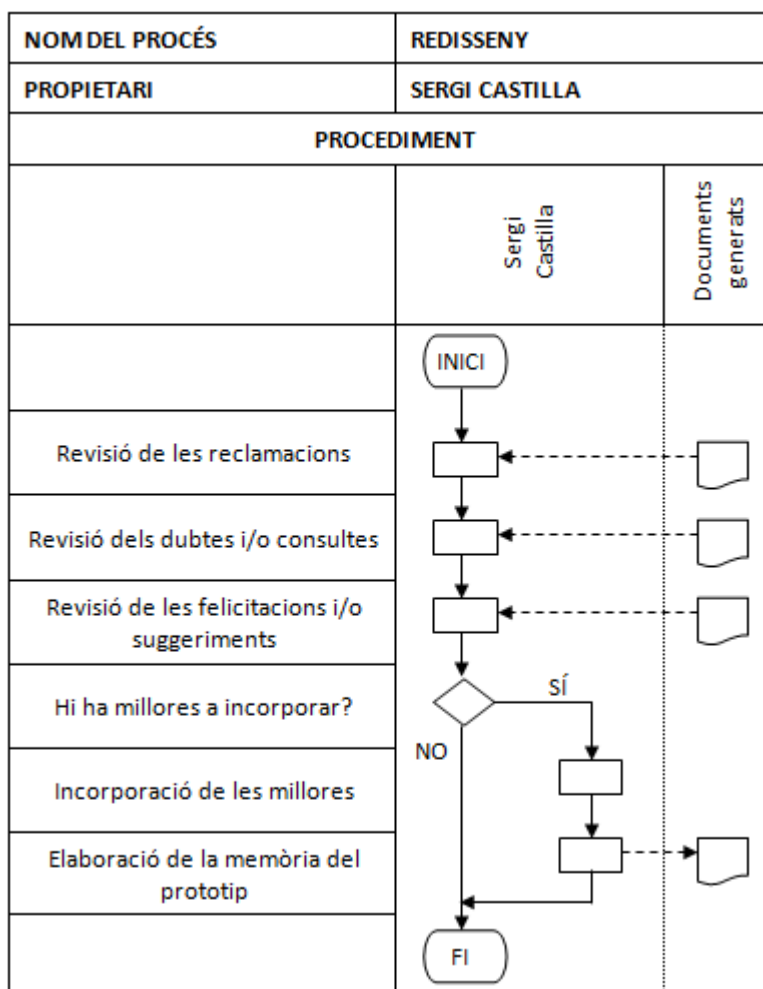 NOM DEL PROCÉS
REDISSENY
PROPIETARI
SERGI CASTILLA
PROCEDIMENT
Sergi
Castilla
Documents
generats
INICI
Revisió de les reclamacions
Revisió dels dubtes i/o consultes
Revisió de les felicitacions i/o
suggeriments
Hi ha millores a incorporar?
SÍ
NO
Incorporació de les millores
Elaboració de la memòria del
prototip
FI